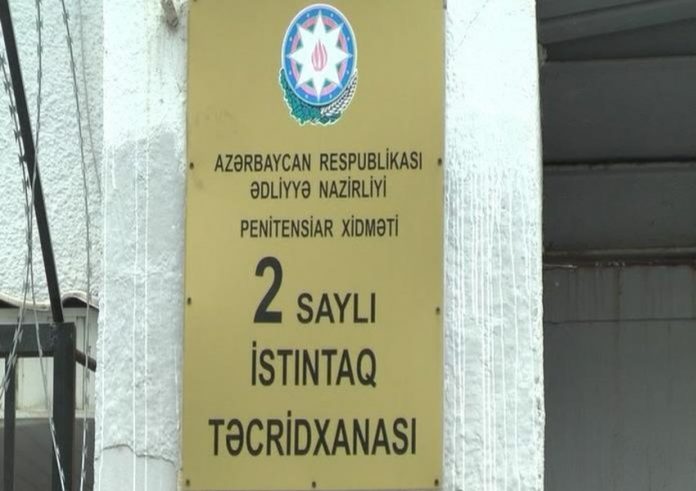 AZƏRBAYCAN RESPUBLİKASI
ƏDLİYYƏ NAZİRLİYİ
PENİTENSİAR XİDMƏTİ
2 SAYLI
İSTİNTAQ
TƏCRİDXANASI